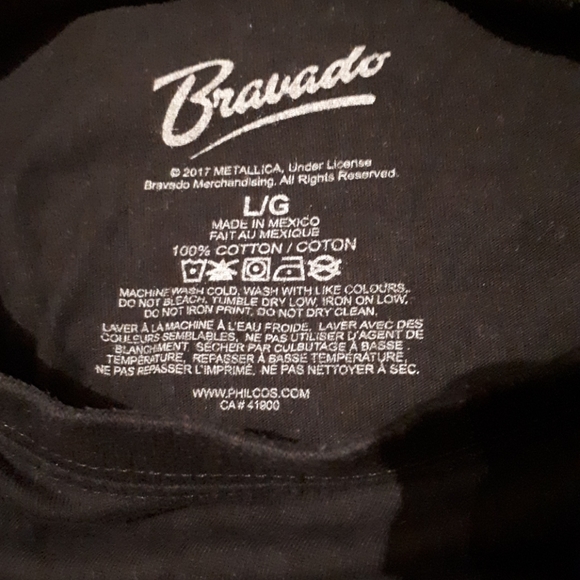 Bravado
© 2017 METALLICA, Under License
Bravado Merchandising. All Rights Reserved.
L/G
MADE IN MEXICO
FAIT AU MEXIQUE
100% COTTON / COTON
MACHINE WASH COLD, WASH WITH LIKE COLOURS,
DO NOT BLEACH, TUMBLE DRY LOW, IRON ON LOW,
DO NOT IRON PRINT, DO NOT DRY CLEAN.
LAVER À LA MACHINE À L'EAU FROIDE, LAVER AVEC DES
COULEURS SEMBLABLES, NE PAS UTILISER D'AGENT DE
BLANCHIMENT, SÉCHER PAR CULBUTAGE À BASSE
TEMPÉRATURE, REPASSER À BASSE TEMPÉRATURE,
NE PAS REPASSER L'IMPRIMÉ, NE PAS NETTOYER À SEC.
WWW.PHILCOS.COM
CA# 41900